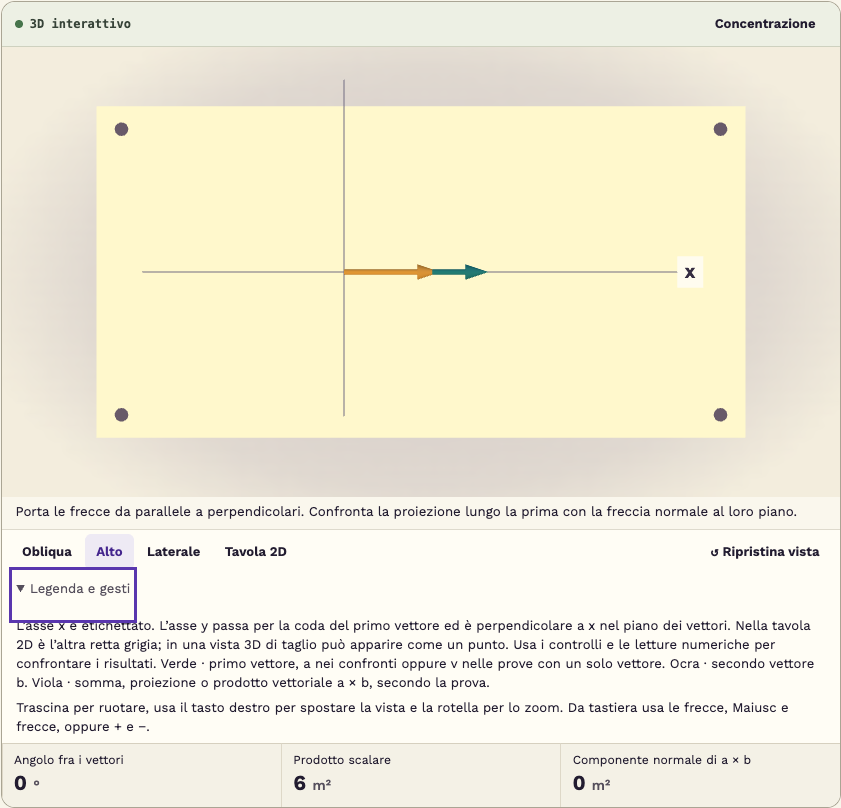 3D interattivo
Concentrazione
x
Porta le frecce da parallele a perpendicolari. Confronta la proiezione lungo la prima con la freccia normale al loro piano.
Obliqua
Alto
Laterale
Tavola 2D
↺ Ripristina vista
▼ Legenda e gesti
L’asse x è etichettato. L’asse y passa per la coda del primo vettore ed è perpendicolare a x nel piano dei vettori. Nella tavola
2D è l’altra retta grigia; in una vista 3D di taglio può apparire come un punto. Usa i controlli e le letture numeriche per
confrontare i risultati. Verde · primo vettore, a nei confronti oppure v nelle prove con un solo vettore. Ocra · secondo vettore
b. Viola · somma, proiezione o prodotto vettoriale a × b, secondo la prova.
Trascina per ruotare, usa il tasto destro per spostare la vista e la rotella per lo zoom. Da tastiera usa le frecce, Maiusc e
frecce, oppure + e −.
Angolo fra i vettori
0 °
Prodotto scalare
6 m²
Componente normale di a × b
0 m²